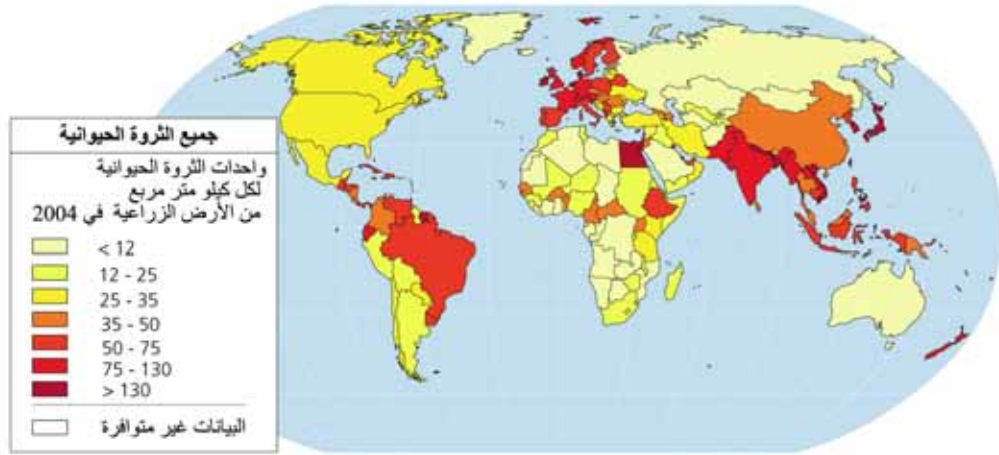 جميع الثروة الحيوانية
واحدات الثروة الحيوانية
لكل كيلو متر مربع
من الأرض الزراعية في 2004
< 12
12 - 25
25 - 35
35 - 50
50 - 75
75 - 130
> 130
البيانات غير متوافرة